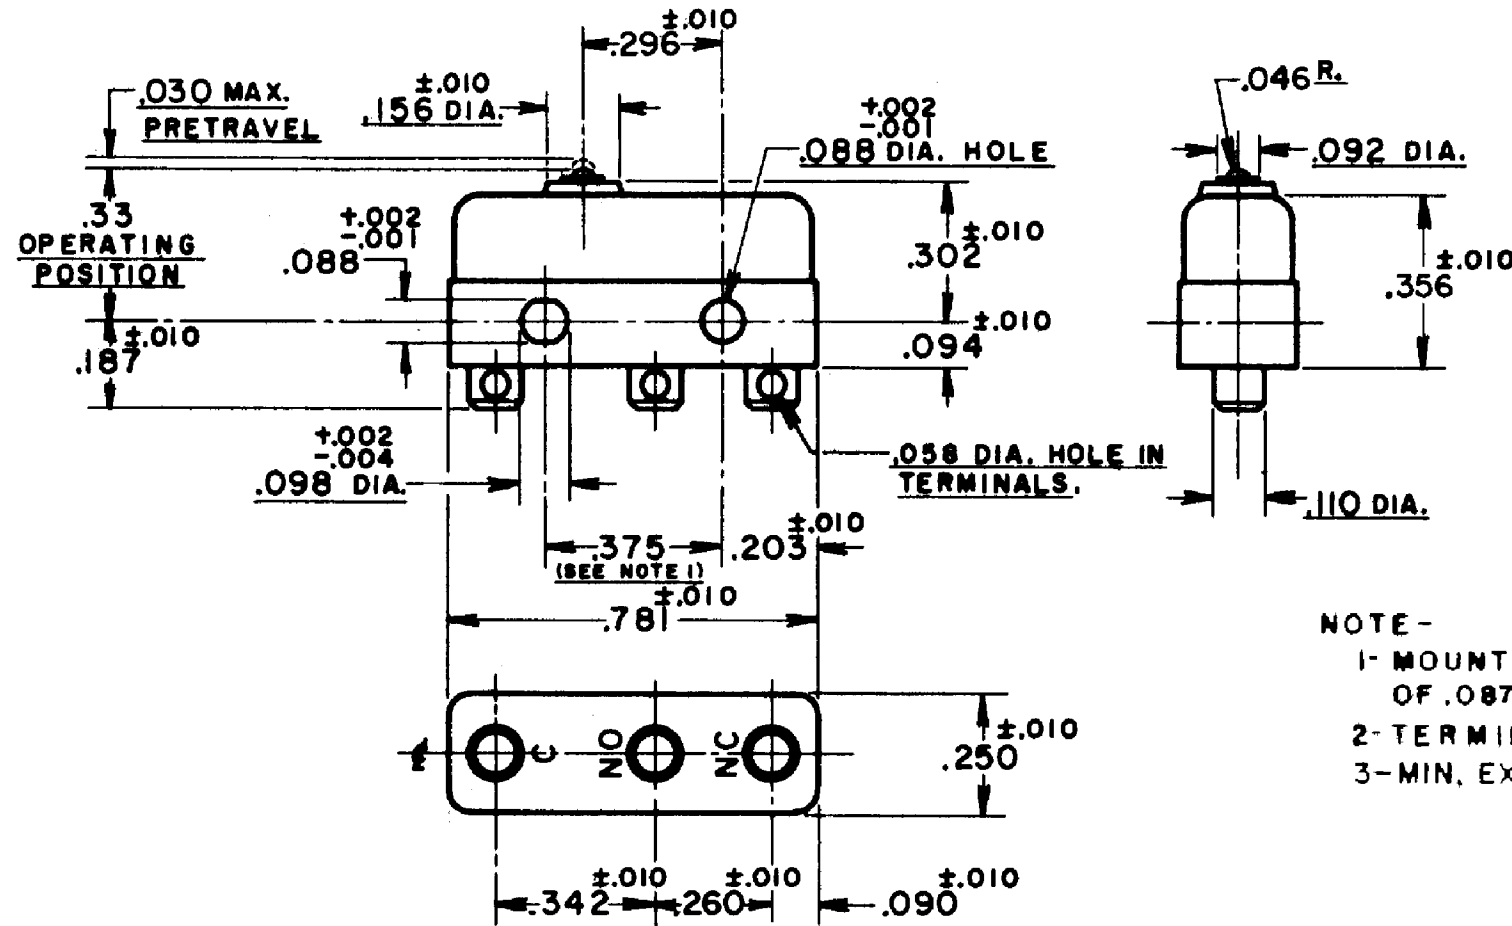 ±.010
.296
.030 MAX.
PRETRAVEL
±.010
.156 DIA.
+.002
-.001
.088 DIA. HOLE
.046 R.
.092 DIA.
.33
OPERATING
POSITION
+.002
-.001
.088
±.010
.302
±.010
.356
±.010
.187
±.010
.094
+.002
-.004
.098 DIA.
.058 DIA. HOLE IN
TERMINALS.
.110 DIA.
.375
(SEE NOTE 1)
±.010
.203
±.010
.781
NOTE-
1- MOUNT
OF .087
2- TERMI
3-MIN. EX
C
NO
NC
±.010
.250
±.010
.342
±.010
.260
±.010
.090